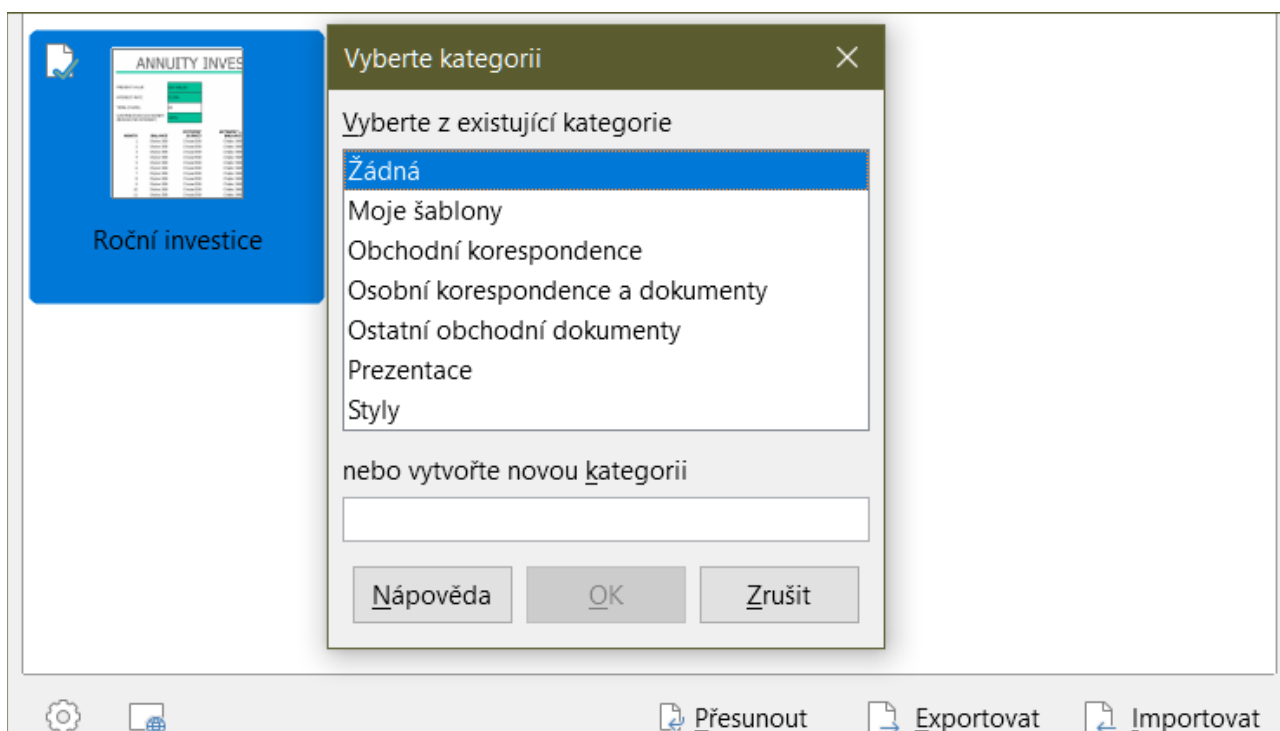 ANNUITY INVES
Roční investice
Vyberte kategorii
Vyberte z existující kategorie
Žádná
Moje šablony
Obchodní korespondence
Osobní korespondence a dokumenty
Ostatní obchodní dokumenty
Prezentace
Styly
nebo vytvořte novou kategorii
Nápověda OK Zrušit
Přesunout Exportovat Importovat